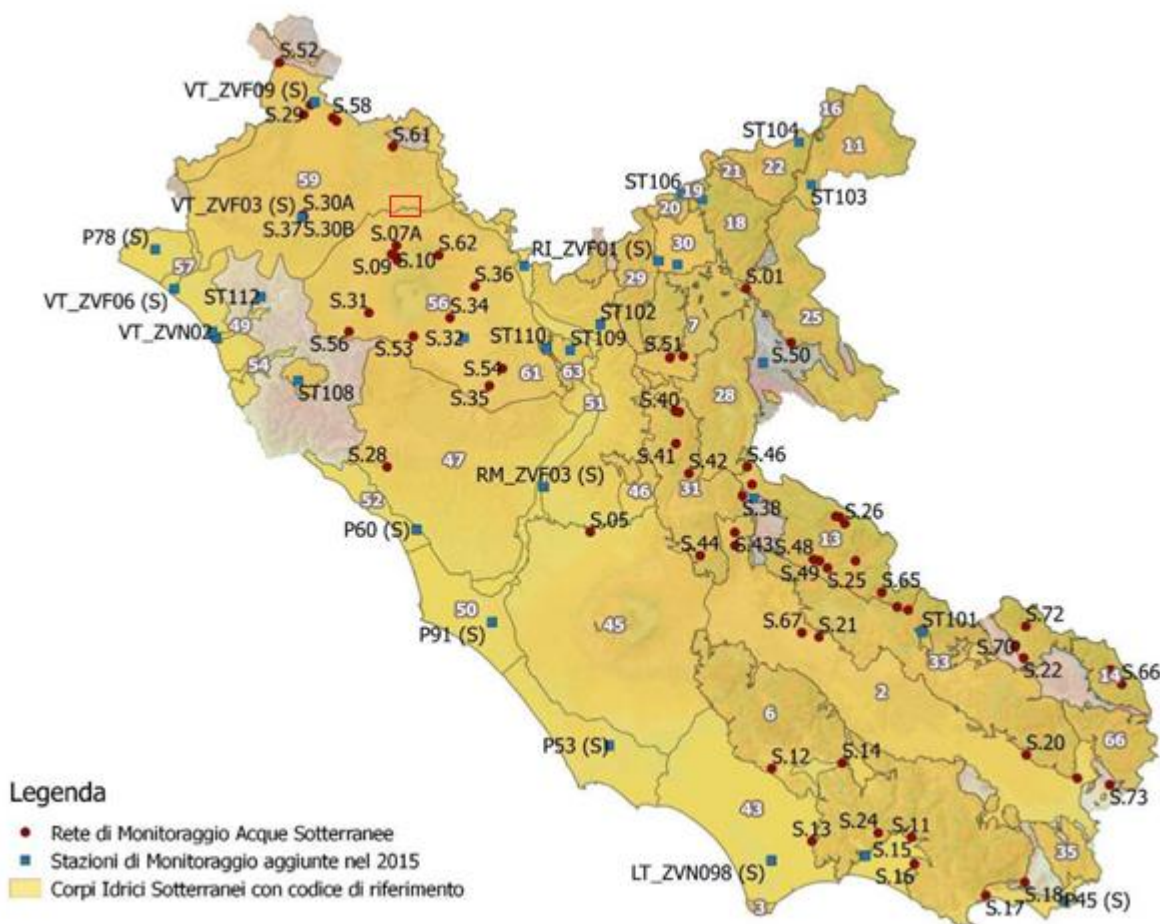 S.52
VT_ZVF09 (S)
S.29
S.58
S.61
59
VT_ZVF03 (S)
S.30A
S.37
S.30B
P78 (S)
57
VT_ZVF06 (S)
ST112
49
VT_ZVN02
54
ST108
S.07A
S.09
S.10
S.62
S.36
S.31
56
S.34
S.56
S.53
S.32
S.54
S.35
61
ST110
ST109
63
RI_ZVF01 (S)
ST102
ST104
16
11
22
21
ST106
19
20
18
ST103
30
29
S.01
25
7
S.51
S.50
28
51
S.40
S.41
S.42
31
46
S.46
S.38
S.28
47
52
RM_ZVF03 (S)
P60 (S)
S.05
S.44
S.43
S.26
13
S.48
S.49
S.25
S.65
50
P91 (S)
45
S.67
S.21
ST101
33
S.72
S.70
S.22
14
S.66
2
6
66
P53 (S)
S.12
S.14
S.20
S.73
43
S.13
S.24
S.11
S.15
S.16
35
LT_ZVN098 (S)
3
S.17
S.18
P45 (S)
Legenda
Rete di Monitoraggio Acque Sotterranee
Stazioni di Monitoraggio aggiunte nel 2015
Corpi Idrici Sotterranei con codice di riferimento